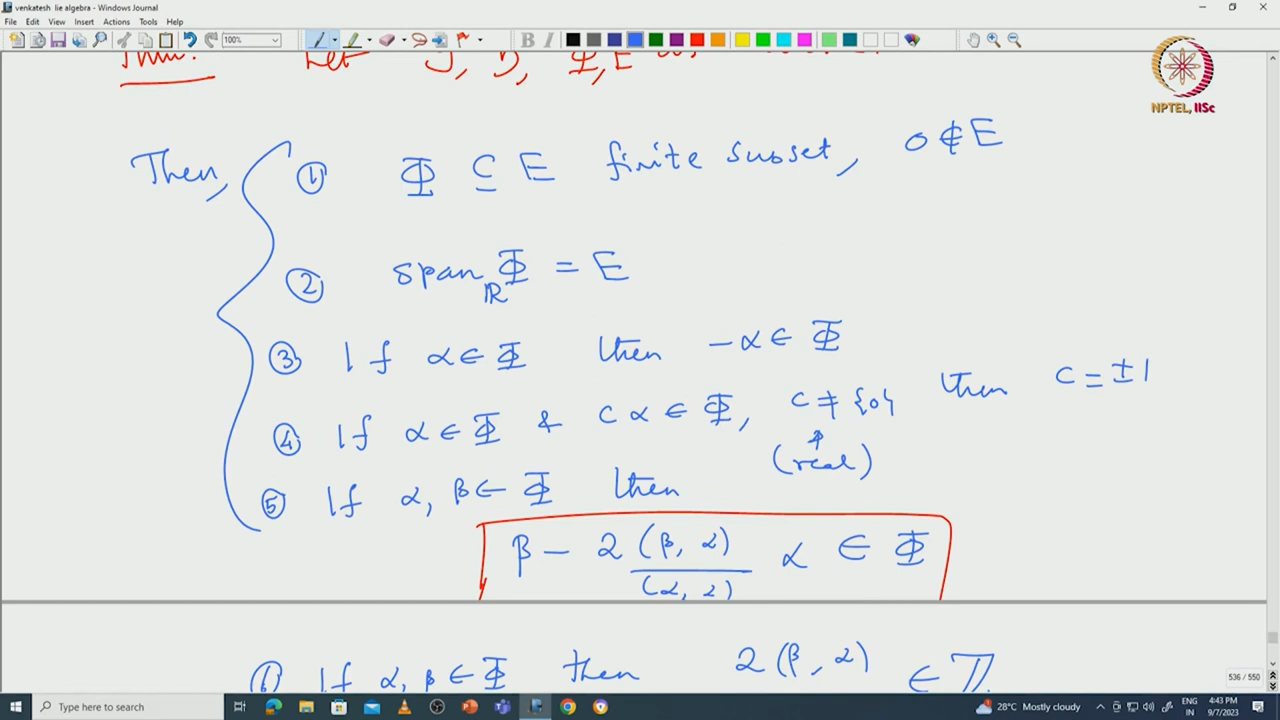 venkatesh lie algebra - Windows Journal
File Edit View Insert Actions Tools Help
100%
B I
Thm: Let g, h, Φ, E
NPTEL, IISc
Then, ① Φ ⊆ E finite subset, 0 ∉ E
② span_ℝ Φ = E
③ If α ∈ Φ then -α ∈ Φ
④ If α ∈ Φ & cα ∈ Φ, c ≠ {0} then c = ±1
(real)
⑤ If α, β ∈ Φ then
β - 2 (β, α) / (α, α) α ∈ Φ
⑥ If α, β ∈ Φ then 2 (β, α) ∈ ℤ
536 / 550
Type here to search
28°C Mostly cloudy
ENG IN
4:43 PM
9/7/2023